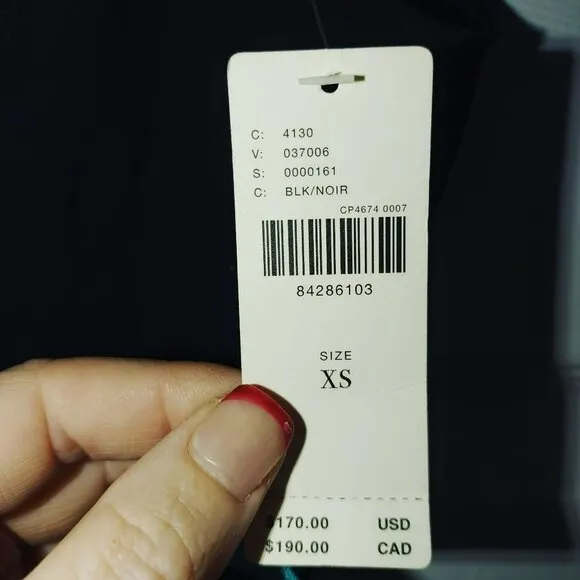 C: 4130
V: 037006
S: 0000161
C: BLK/NOIR
CP4674 0007
84286103
SIZE
XS
$170.00 USD
$190.00 CAD